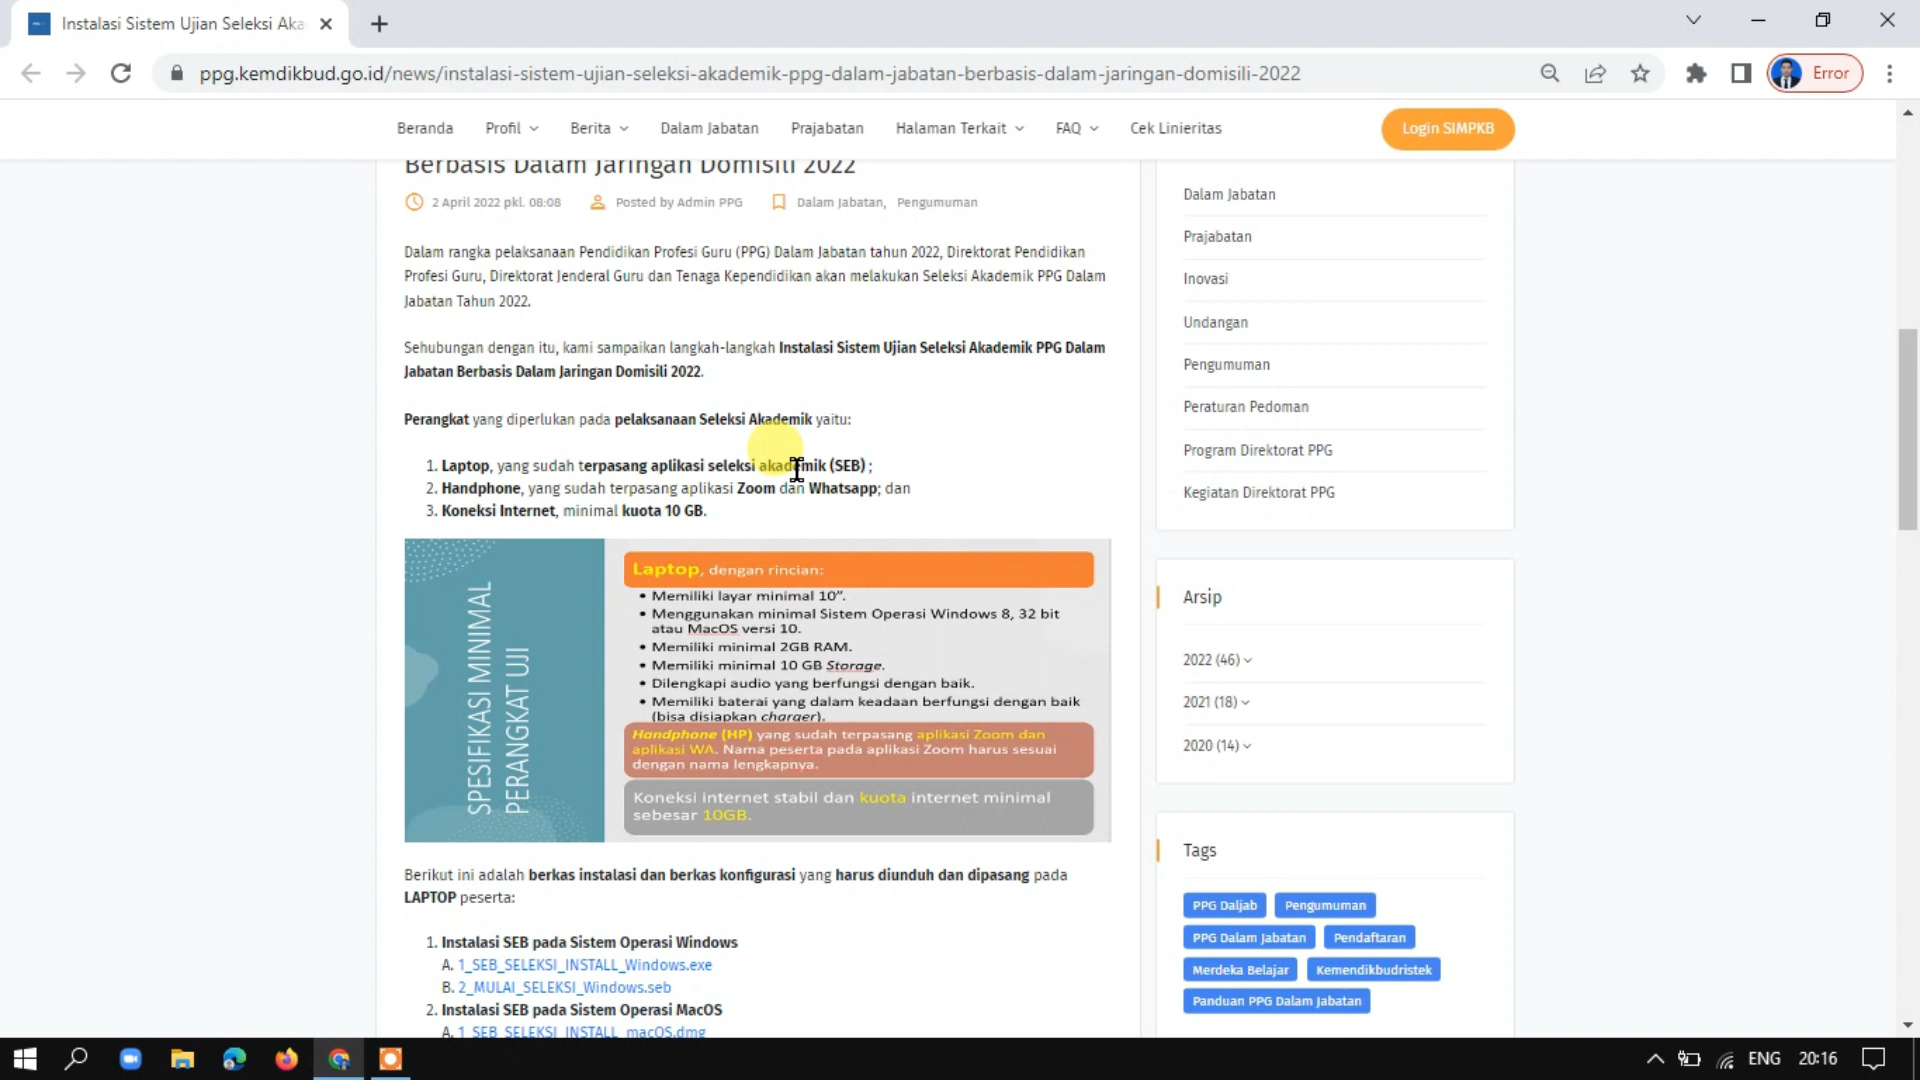 Instalasi Sistem Ujian Seleksi Aka
ppg.kemdikbud.go.id/news/instalasi-sistem-ujian-seleksi-akademik-ppg-dalam-jabatan-berbasis-dalam-jaringan-domisili-2022
Error
Beranda
Profil
Berita
Dalam Jabatan
Prajabatan
Halaman Terkait
FAQ
Cek Linieritas
Login SIMPKB
Berbasis Dalam Jaringan Domisili 2022
2 April 2022 pkl. 08:08
Posted by Admin PPG
Dalam Jabatan, Pengumuman
Dalam rangka pelaksanaan Pendidikan Profesi Guru (PPG) Dalam Jabatan tahun 2022, Direktorat Pendidikan
Profesi Guru, Direktorat Jenderal Guru dan Tenaga Kependidikan akan melakukan Seleksi Akademik PPG Dalam
Jabatan Tahun 2022.
Sehubungan dengan itu, kami sampaikan langkah-langkah Instalasi Sistem Ujian Seleksi Akademik PPG Dalam
Jabatan Berbasis Dalam Jaringan Domisili 2022.
Perangkat yang diperlukan pada pelaksanaan Seleksi Akademik yaitu:
1. Laptop, yang sudah terpasang aplikasi seleksi akademik (SEB) ;
2. Handphone, yang sudah terpasang aplikasi Zoom dan Whatsapp; dan
3. Koneksi Internet, minimal kuota 10 GB.
SPESIFIKASI MINIMAL
PERANGKAT UJI
Laptop, dengan rincian:
• Memiliki layar minimal 10”.
• Menggunakan minimal Sistem Operasi Windows 8, 32 bit
atau MacOS versi 10.
• Memiliki minimal 2GB RAM.
• Memiliki minimal 10 GB Storage.
• Dilengkapi audio yang berfungsi dengan baik.
• Memiliki baterai yang dalam keadaan berfungsi dengan baik
(bisa disiapkan charger).
Handphone (HP) yang sudah terpasang aplikasi Zoom dan
aplikasi WA. Nama peserta pada aplikasi Zoom harus sesuai
dengan nama lengkapnya.
Koneksi internet stabil dan kuota internet minimal
sebesar 10GB.
Berikut ini adalah berkas instalasi dan berkas konfigurasi yang harus diunduh dan dipasang pada
LAPTOP peserta:
1. Instalasi SEB pada Sistem Operasi Windows
A. 1_SEB_SELEKSI_INSTALL_Windows.exe
B. 2_MULAI_SELEKSI_Windows.seb
2. Instalasi SEB pada Sistem Operasi MacOS
A. 1_SEB_SELEKSI_INSTALL_macOS.dmg
Dalam Jabatan
Prajabatan
Inovasi
Undangan
Pengumuman
Peraturan Pedoman
Program Direktorat PPG
Kegiatan Direktorat PPG
Arsip
2022 (46)
2021 (18)
2020 (14)
Tags
PPG Daljab
Pengumuman
PPG Dalam Jabatan
Pendaftaran
Merdeka Belajar
Kemendikbudristek
Panduan PPG Dalam Jabatan
ENG
20:16